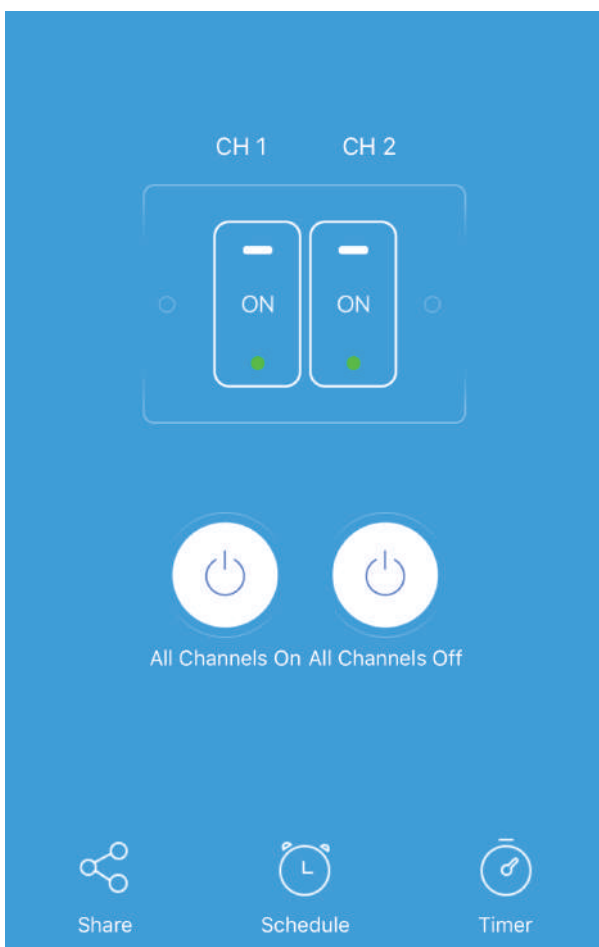 CH 1 CH 2
ON ON
All Channels On All Channels Off
Share Schedule Timer